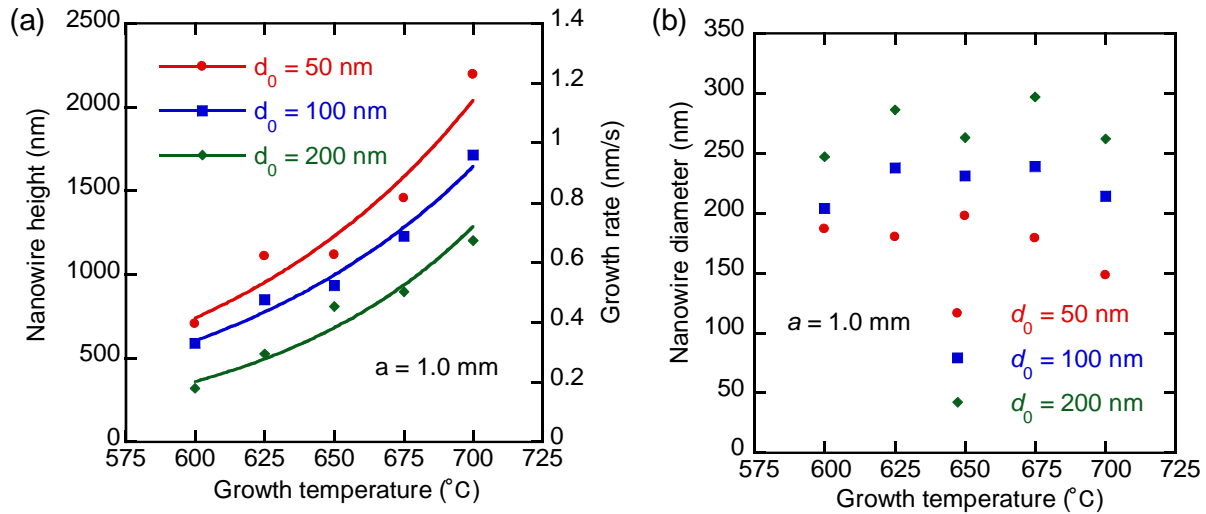 (a)
2500
2000
1500
1000
500
0
Nanowire height (nm)
d0 = 50 nm
d0 = 100 nm
d0 = 200 nm
a = 1.0 mm
575 600 625 650 675 700 725
Growth temperature (˚C)
1.4
1.2
1
0.8
0.6
0.4
0.2
0
Growth rate (nm/s)
(b)
350
300
250
200
150
100
50
0
Nanowire diameter (nm)
a = 1.0 mm
d0 = 50 nm
d0 = 100 nm
d0 = 200 nm
575 600 625 650 675 700 725
Growth temperature (˚C)